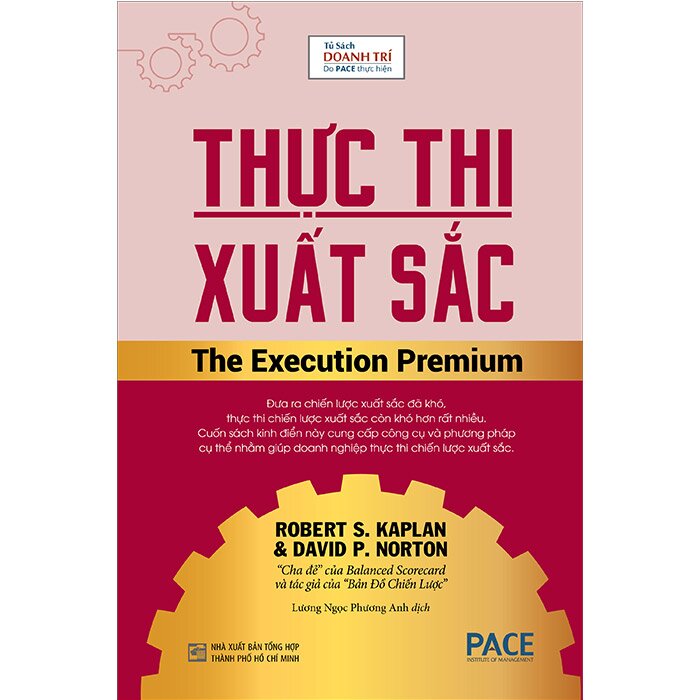 Tủ Sách
DOANH TRÍ
Do PACE thực hiện
THỰC THI
XUẤT SẮC
The Execution Premium
Đưa ra chiến lược xuất sắc đã khó,
thực thi chiến lược xuất sắc còn khó hơn rất nhiều.
Cuốn sách kinh điển này cung cấp công cụ và phương pháp
cụ thể nhằm giúp doanh nghiệp thực thi chiến lược xuất sắc.
ROBERT S. KAPLAN
& DAVID P. NORTON
“Cha đẻ” của Balanced Scorecard
và tác giả của “Bản Đồ Chiến Lược”
Lương Ngọc Phương Anh dịch
NHÀ XUẤT BẢN TỔNG HỢP
THÀNH PHỐ HỒ CHÍ MINH
PACE
INSTITUTE OF MANAGEMENT